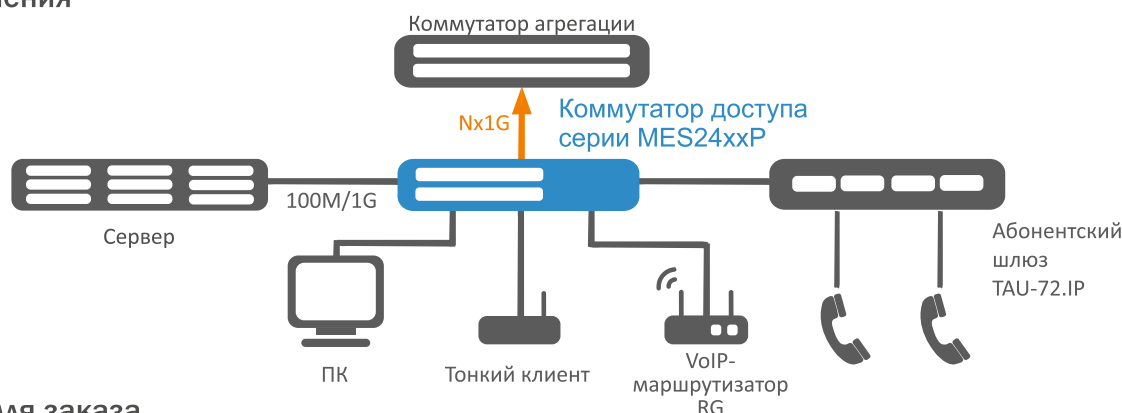 Коммутатор агрегации
Nx1G
Коммутатор доступа
серии MES24xxP
100M/1G
Сервер
Абонентский
шлюз
TAU-72.IP
ПК
Тонкий клиент
VoIP-
маршрутизатор
RG
заказа